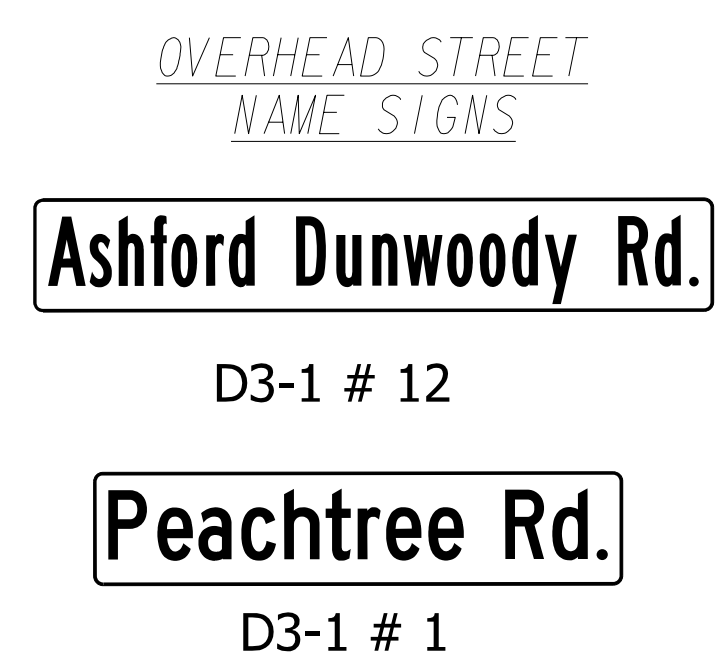 OVERHEAD STREET
NAME SIGNS
Ashford Dunwoody Rd.
D3-1 # 12
Peachtree Rd.
D3-1 # 1